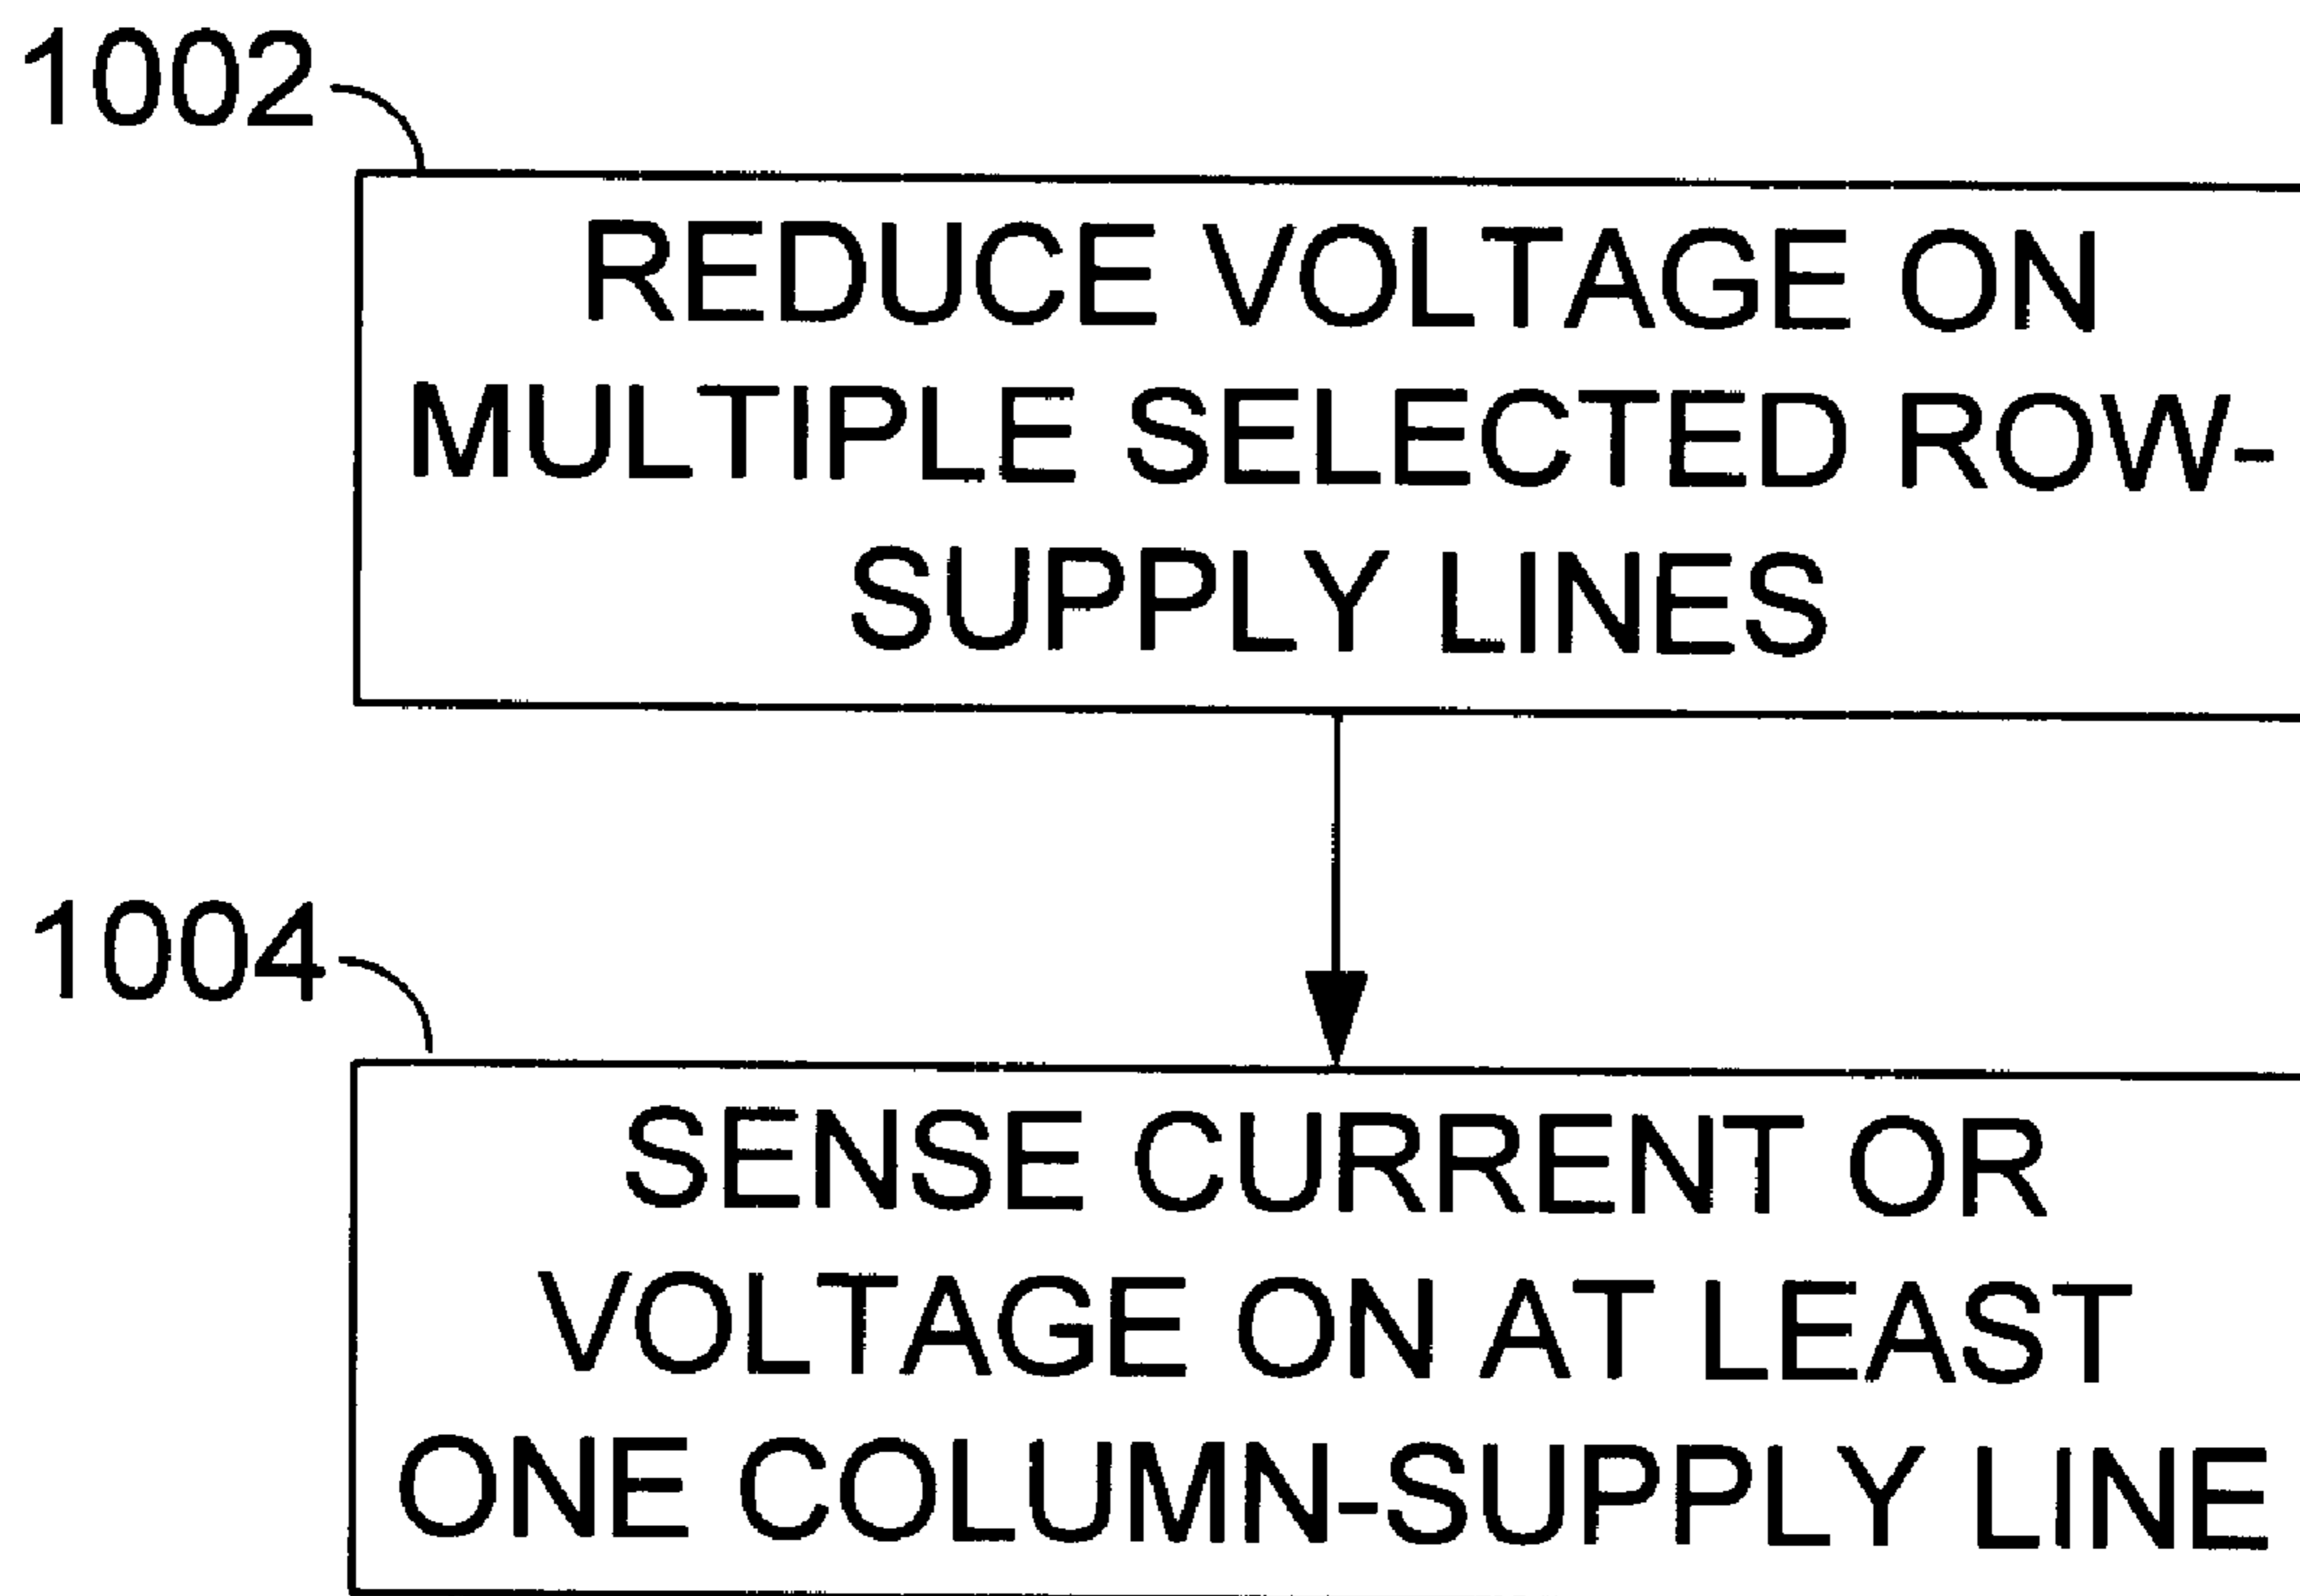 1002
REDUCE VOLTAGE ON
MULTIPLE SELECTED ROW-
SUPPLY LINES
1004
SENSE CURRENT OR
VOLTAGE ON AT LEAST
ONE COLUMN-SUPPLY LINE